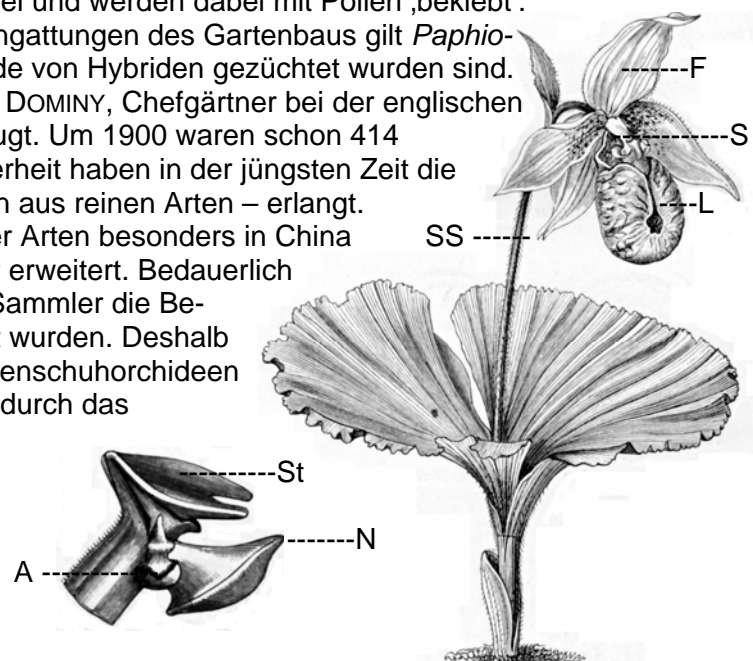 ei und werden dabei mit Pollen ‚beklebt‘.
ngattungen des Gartenbaus gilt Paphio-
de von Hybriden gezüchtet wurden sind.
DOMINY, Chefgärtner bei der englischen
ugt. Um 1900 waren schon 414
erheit haben in der jüngsten Zeit die
n aus reinen Arten – erlangt.
er Arten besonders in China
t erweitert. Bedauerlich
Sammler die Be-
t wurden. Deshalb
enschuhorchideen
durch das
-------F
-----------S
----L
SS ------
----------St
-------N
A ---------